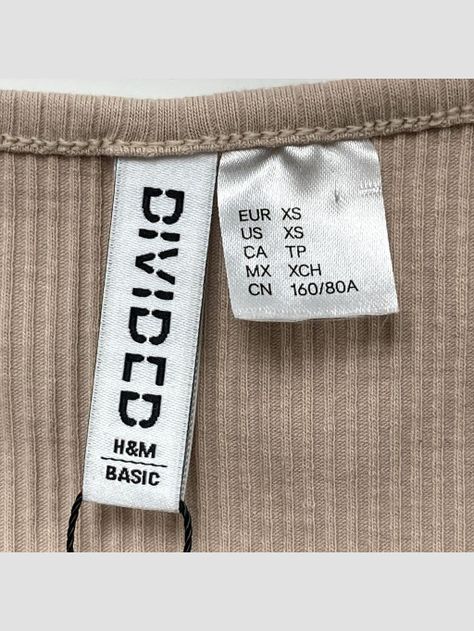 DIVIDED
H&M
BASIC
EUR XS
US XS
CA TP
MX XCH
CN 160/80A